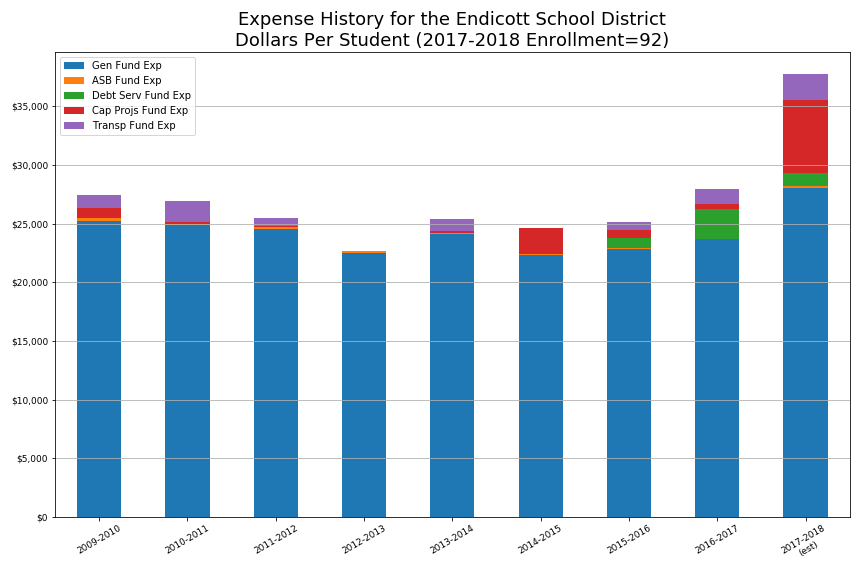 Expense History for the Endicott School District
Dollars Per Student (2017-2018 Enrollment=92)
Gen Fund Exp
ASB Fund Exp
Debt Serv Fund Exp
Cap Projs Fund Exp
Transp Fund Exp
$35,000
$30,000
$25,000
$20,000
$15,000
$10,000
$5,000
$0
2009-2010
2010-2011
2011-2012
2012-2013
2013-2014
2014-2015
2015-2016
2016-2017
2017-2018
(est)